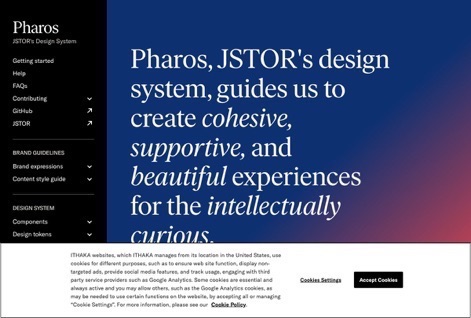 Pharos
JSTOR's Design System
Getting started
Help
FAQs
Contributing
GitHub
JSTOR
BRAND GUIDELINES
Brand expressions
Content style guide
DESIGN SYSTEM
Components
Design tokens
Pharos, JSTOR's design
system, guides us to
create cohesive,
supportive, and
beautiful experiences
for the intellectually
curious.
ITHAKA websites, which ITHAKA manages from its location in the United States, use
cookies for different purposes, such as to ensure web site function, display non-
targeted ads, provide social media features, and track usage, engaging with third
party service providers such as Google Analytics. Some cookies are essential and
always active and you may allow others, such as the Google Analytics cookies, as
may be needed to use certain functions on the website, by accepting all or managing
"Cookie Settings". For more information, please see our Cookie Policy.
Cookies Settings
Accept Cookies